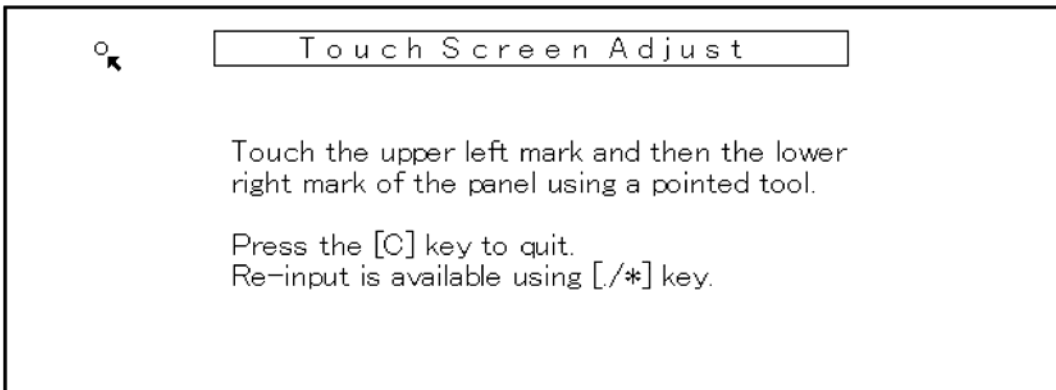 Touch Screen Adjust
Touch the upper left mark and then the lower
right mark of the panel using a pointed tool.
Press the [C] key to quit.
Re-input is available using [./*] key.